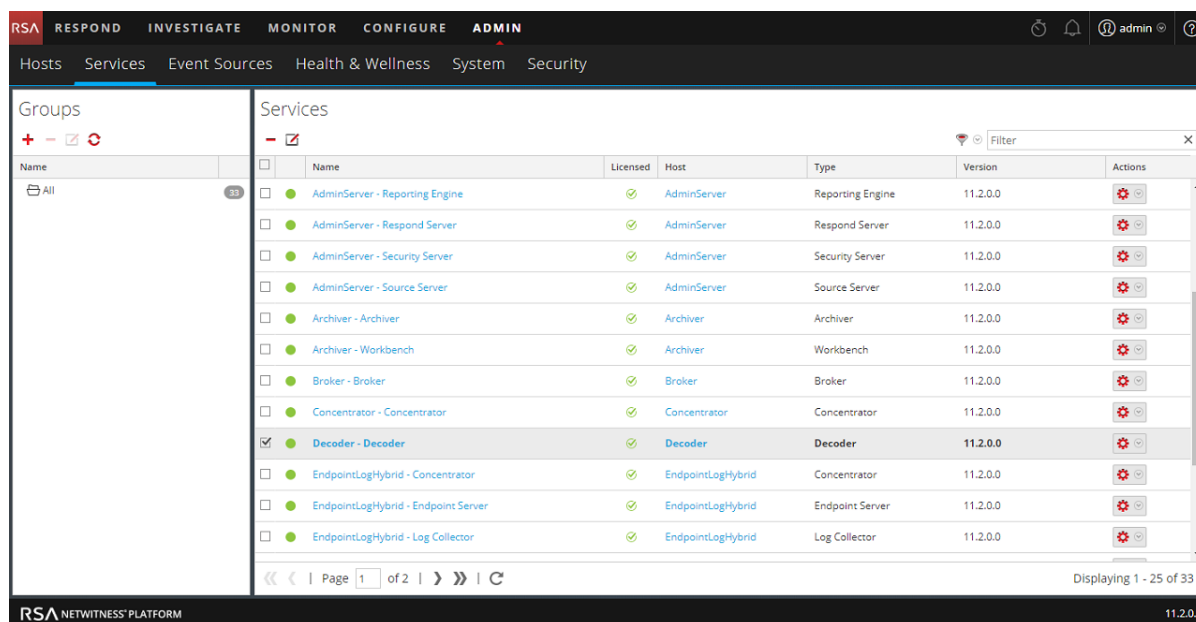 RSA RESPOND INVESTIGATE MONITOR CONFIGURE ADMIN admin
Hosts Services Event Sources Health & Wellness System Security
Groups
Name
All 33
Services
Filter
Name Licensed Host Type Version Actions
AdminServer - Reporting Engine AdminServer Reporting Engine 11.2.0.0
AdminServer - Respond Server AdminServer Respond Server 11.2.0.0
AdminServer - Security Server AdminServer Security Server 11.2.0.0
AdminServer - Source Server AdminServer Source Server 11.2.0.0
Archiver - Archiver Archiver Archiver 11.2.0.0
Archiver - Workbench Archiver Workbench 11.2.0.0
Broker - Broker Broker Broker 11.2.0.0
Concentrator - Concentrator Concentrator Concentrator 11.2.0.0
Decoder - Decoder Decoder Decoder 11.2.0.0
EndpointLogHybrid - Concentrator EndpointLogHybrid Concentrator 11.2.0.0
EndpointLogHybrid - Endpoint Server EndpointLogHybrid Endpoint Server 11.2.0.0
EndpointLogHybrid - Log Collector EndpointLogHybrid Log Collector 11.2.0.0
| Page 1 of 2 | | Displaying 1 - 25 of 33
RSA NETWITNESS® PLATFORM 11.2.0.